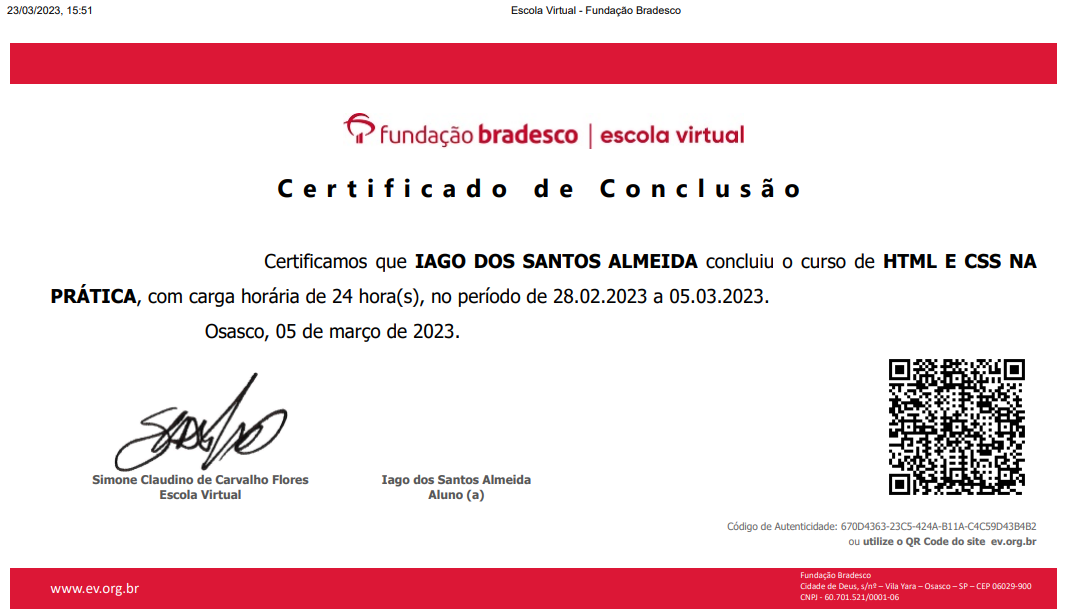 23/03/2023, 15:51 Escola Virtual - Fundação Bradesco
fundação bradesco | escola virtual
Certificado de Conclusão
Certificamos que IAGO DOS SANTOS ALMEIDA concluiu o curso de HTML E CSS NA
PRÁTICA, com carga horária de 24 hora(s), no período de 28.02.2023 a 05.03.2023.
Osasco, 05 de março de 2023.
Simone Claudino de Carvalho Flores
Escola Virtual
Iago dos Santos Almeida
Aluno (a)
Código de Autenticidade: 670D4363-23C5-424A-B11A-C4C59D43B4B2
ou utilize o QR Code do site ev.org.br
www.ev.org.br
Fundação Bradesco
Cidade de Deus, s/nº – Vila Yara – Osasco – SP – CEP 06029-900
CNPJ - 60.701.521/0001-06